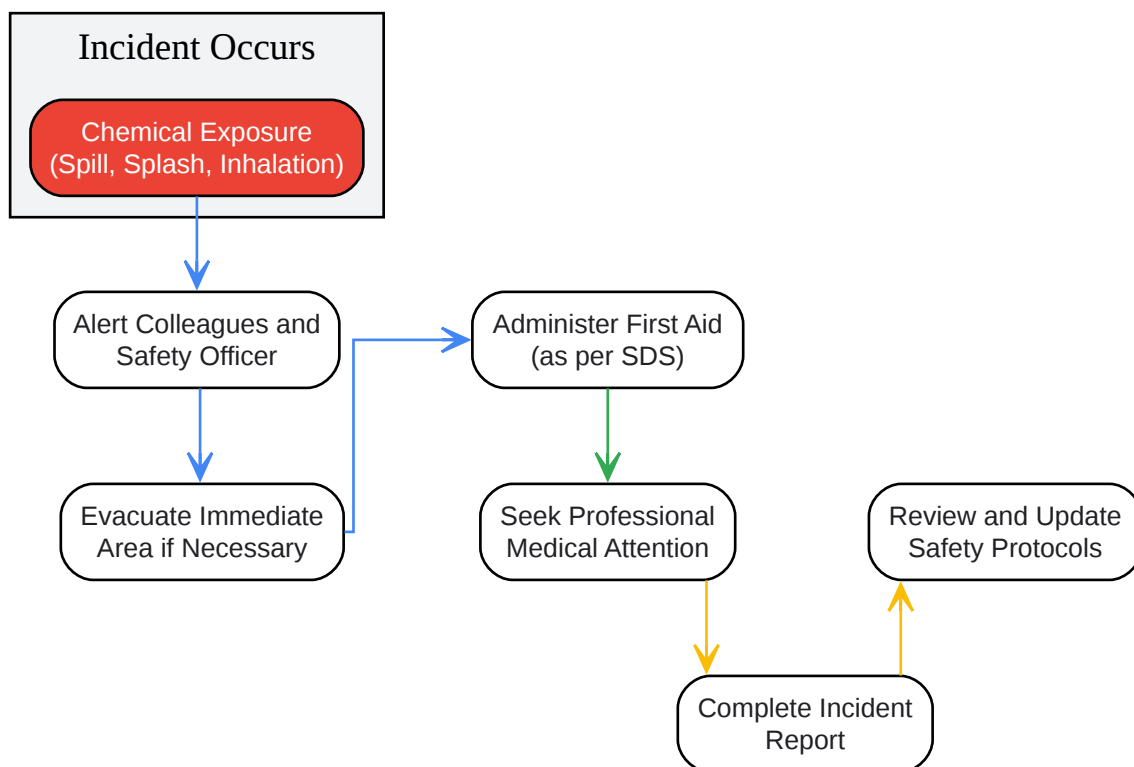 Incident Occurs
Chemical Exposure
(Spill, Splash, Inhalation)
Alert Colleagues and
Safety Officer
Evacuate Immediate
Area if Necessary
Administer First Aid
(as per SDS)
Seek Professional
Medical Attention
Complete Incident
Report
Review and Update
Safety Protocols